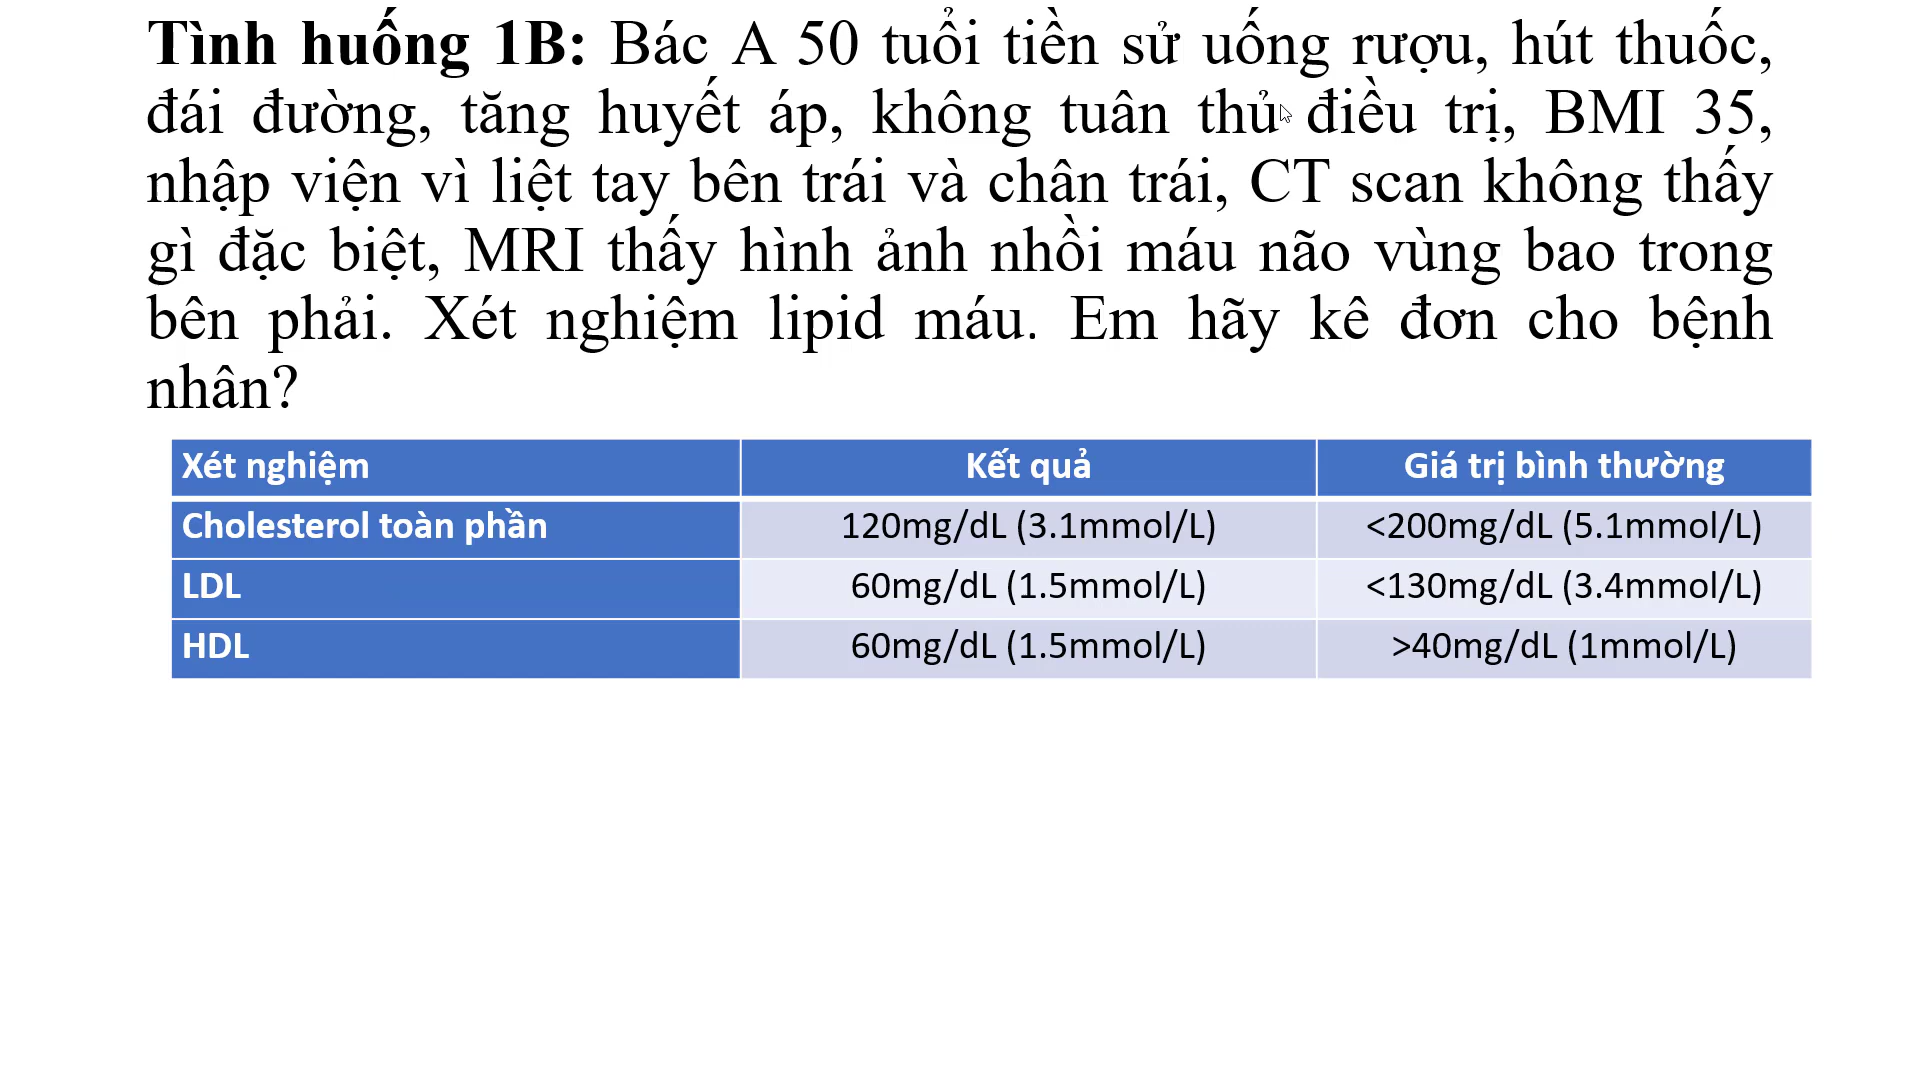 Tình huống 1B: Bác A 50 tuổi tiền sử uống rượu, hút thuốc,
đái đường, tăng huyết áp, không tuân thủ điều trị, BMI 35,
nhập viện vì liệt tay bên trái và chân trái, CT scan không thấy
gì đặc biệt, MRI thấy hình ảnh nhồi máu não vùng bao trong
bên phải. Xét nghiệm lipid máu. Em hãy kê đơn cho bệnh
nhân?
Xét nghiệm Kết quả Giá trị bình thường
Cholesterol toàn phần 120mg/dL (3.1mmol/L) <200mg/dL (5.1mmol/L)
LDL 60mg/dL (1.5mmol/L) <130mg/dL (3.4mmol/L)
HDL 60mg/dL (1.5mmol/L) >40mg/dL (1mmol/L)